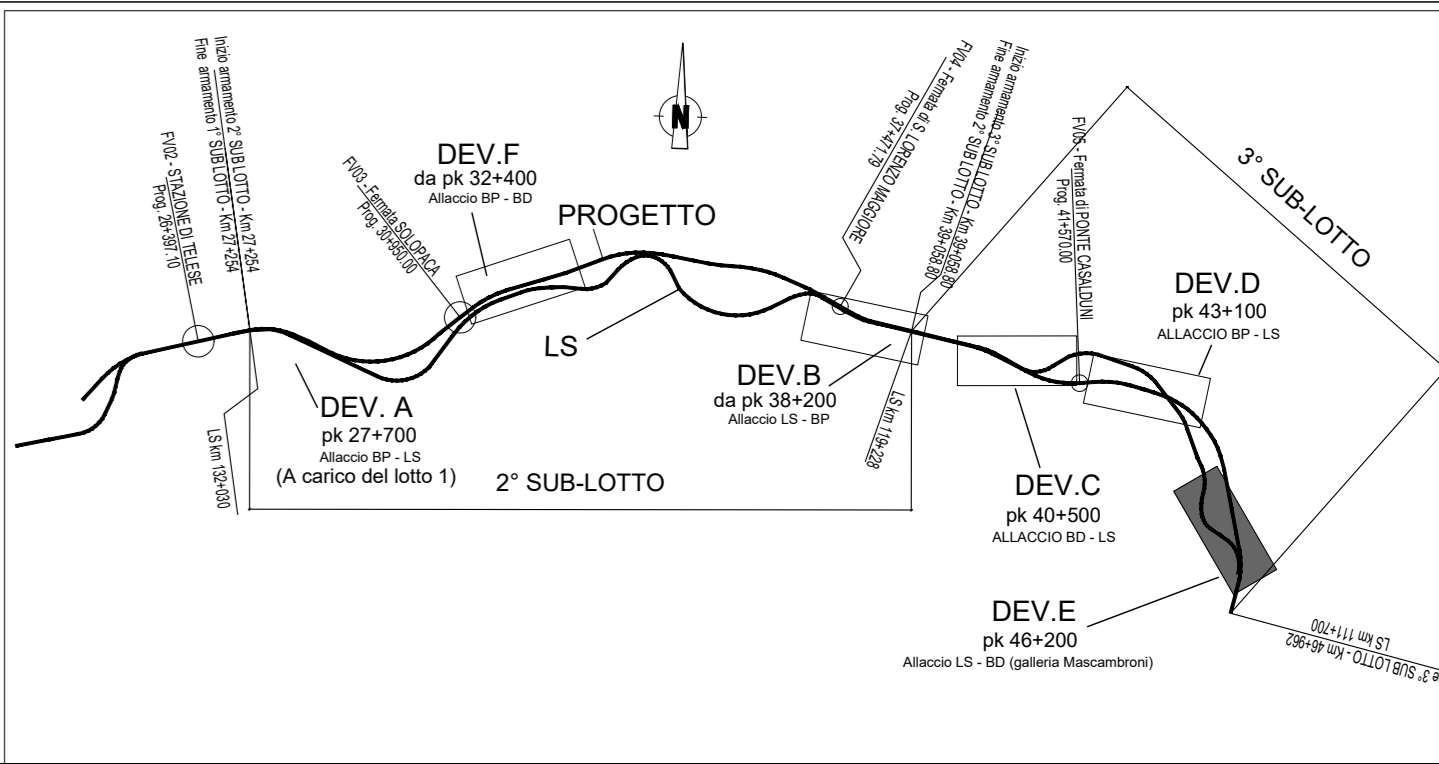 Inizio armamento 2° SUB LOTTO - Km 27+254
Fine armamento 1° SUB LOTTO - Km 27+254
FV02 - STAZIONE DI TELESE
Prog. 26+397.10
LS km 132+030
FV03 - Fermata SOLOPACA
Prog. 30+950.00
DEV.F
da pk 32+400
Allaccio BP - BD
PROGETTO
N
LS
DEV. A
pk 27+700
Allaccio BP - LS
(A carico del lotto 1)
2° SUB-LOTTO
FV04 - Fermata di S. LORENZO MAGGIORE
Prog. 37+471.79
Inizio armamento 3° SUB LOTTO - Km 39+058.80
Fine armamento 2° SUB LOTTO - Km 39+058.80
DEV.B
da pk 38+200
Allaccio LS - BP
LS km 119+228
FV05 - Fermata di PONTE CASALDUNI
Prog. 41+570.00
3° SUB-LOTTO
DEV.D
pk 43+100
ALLACCIO BP - LS
DEV.C
pk 40+500
ALLACCIO BD - LS
DEV.E
pk 46+200
Allaccio LS - BD (galleria Mascambroni)
LS km 111+700
e 3° SUB LOTTO - Km 46+962